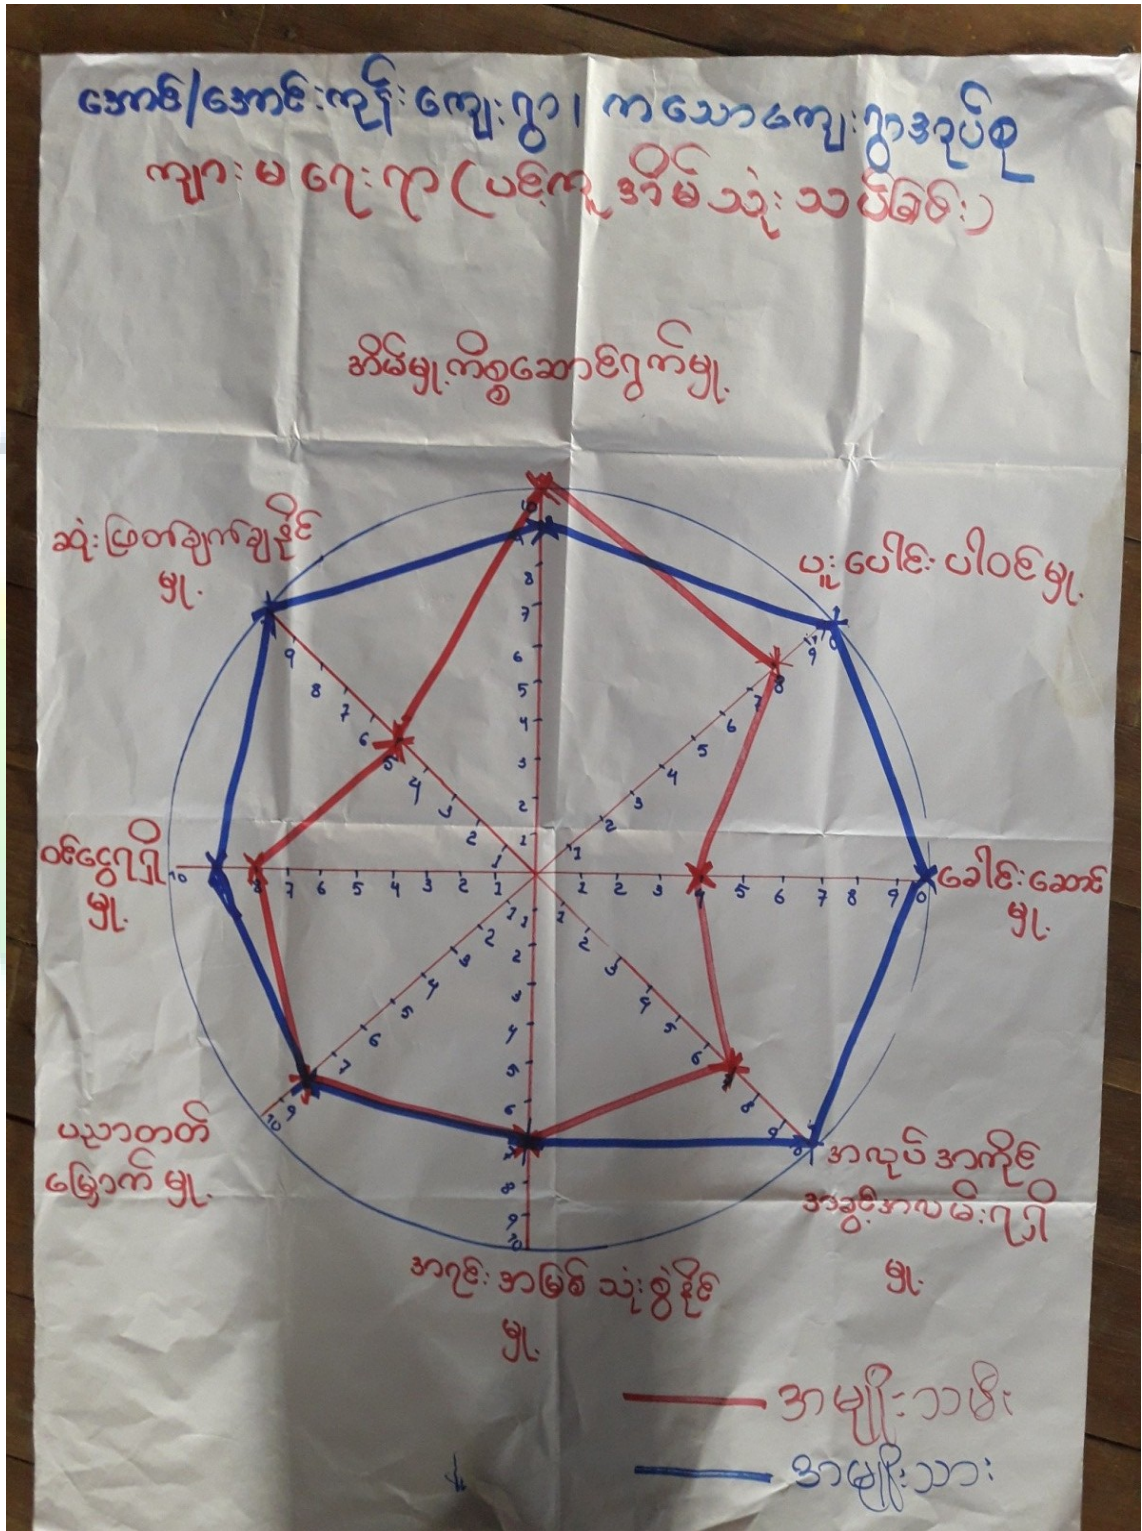 အောင်/အောင်းကုန်းကျေးရွာ၊ ကသောကျေးရွာအုပ်စု
ကျား မ ရေးရာ (ပင့်ကူအိမ်သုံးသပ်ခြင်း)
အိမ်မှုကိစ္စဆောင်ရွက်မှု.
ဆုံးဖြတ်ချက်ချနိုင်
မှု.
ပူးပေါင်းပါဝင်မှု.
ဝင်ငွေရရှိ
မှု.
ခေါင်းဆောင်
မှု.
ပညာတတ်
မြှောက်မှု.
အရင်းအမြစ်သုံးစွဲနိုင်
မှု.
အလုပ်အကိုင်
အခွင့်အလမ်းရရှိ
မှု.
အမျိုးသမီး
အမျိုးသား